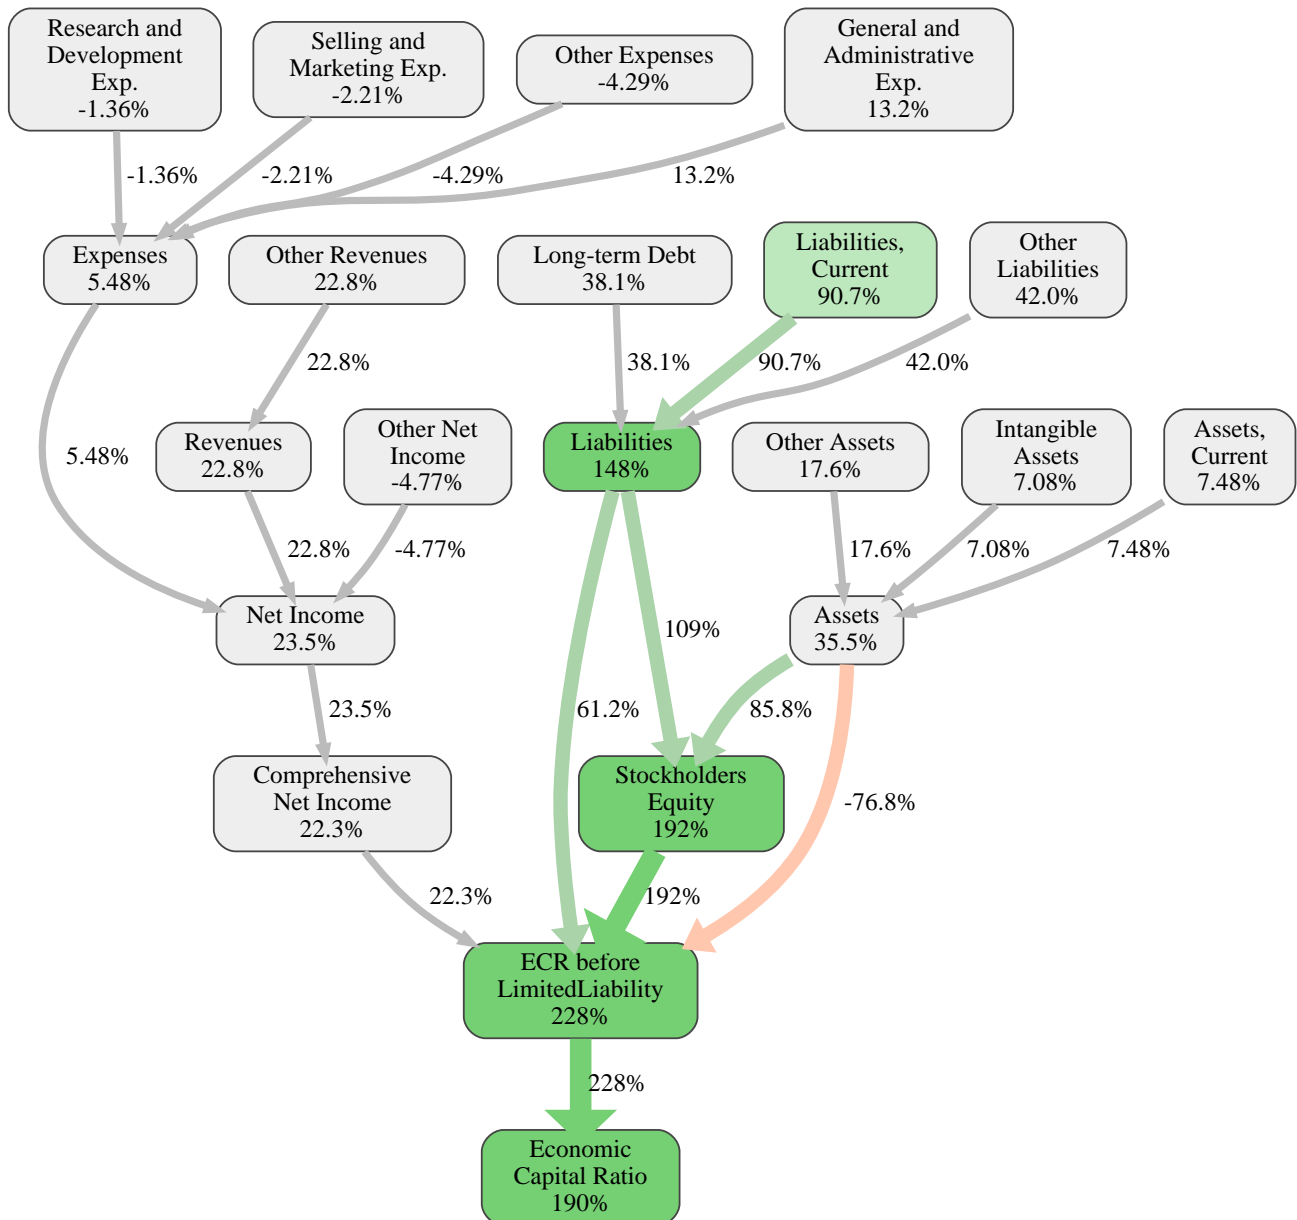 Research and
Development
Exp.
-1.36%
Selling and
Marketing Exp.
-2.21%
Other Expenses
-4.29%
General and
Administrative
Exp.
13.2%
-1.36%
-2.21%
-4.29%
13.2%
Expenses
5.48%
Other Revenues
22.8%
Long-term Debt
38.1%
Liabilities,
Current
90.7%
Other
Liabilities
42.0%
22.8%
38.1%
90.7%
42.0%
5.48%
Revenues
22.8%
Other Net
Income
-4.77%
Liabilities
148%
Other Assets
17.6%
Intangible
Assets
7.08%
Assets,
Current
7.48%
22.8%
-4.77%
17.6%
7.08%
7.48%
Net Income
23.5%
109%
Assets
35.5%
23.5%
61.2%
85.8%
Comprehensive
Net Income
22.3%
Stockholders
Equity
192%
-76.8%
22.3%
192%
ECR before
LimitedLiability
228%
228%
Economic
Capital Ratio
190%